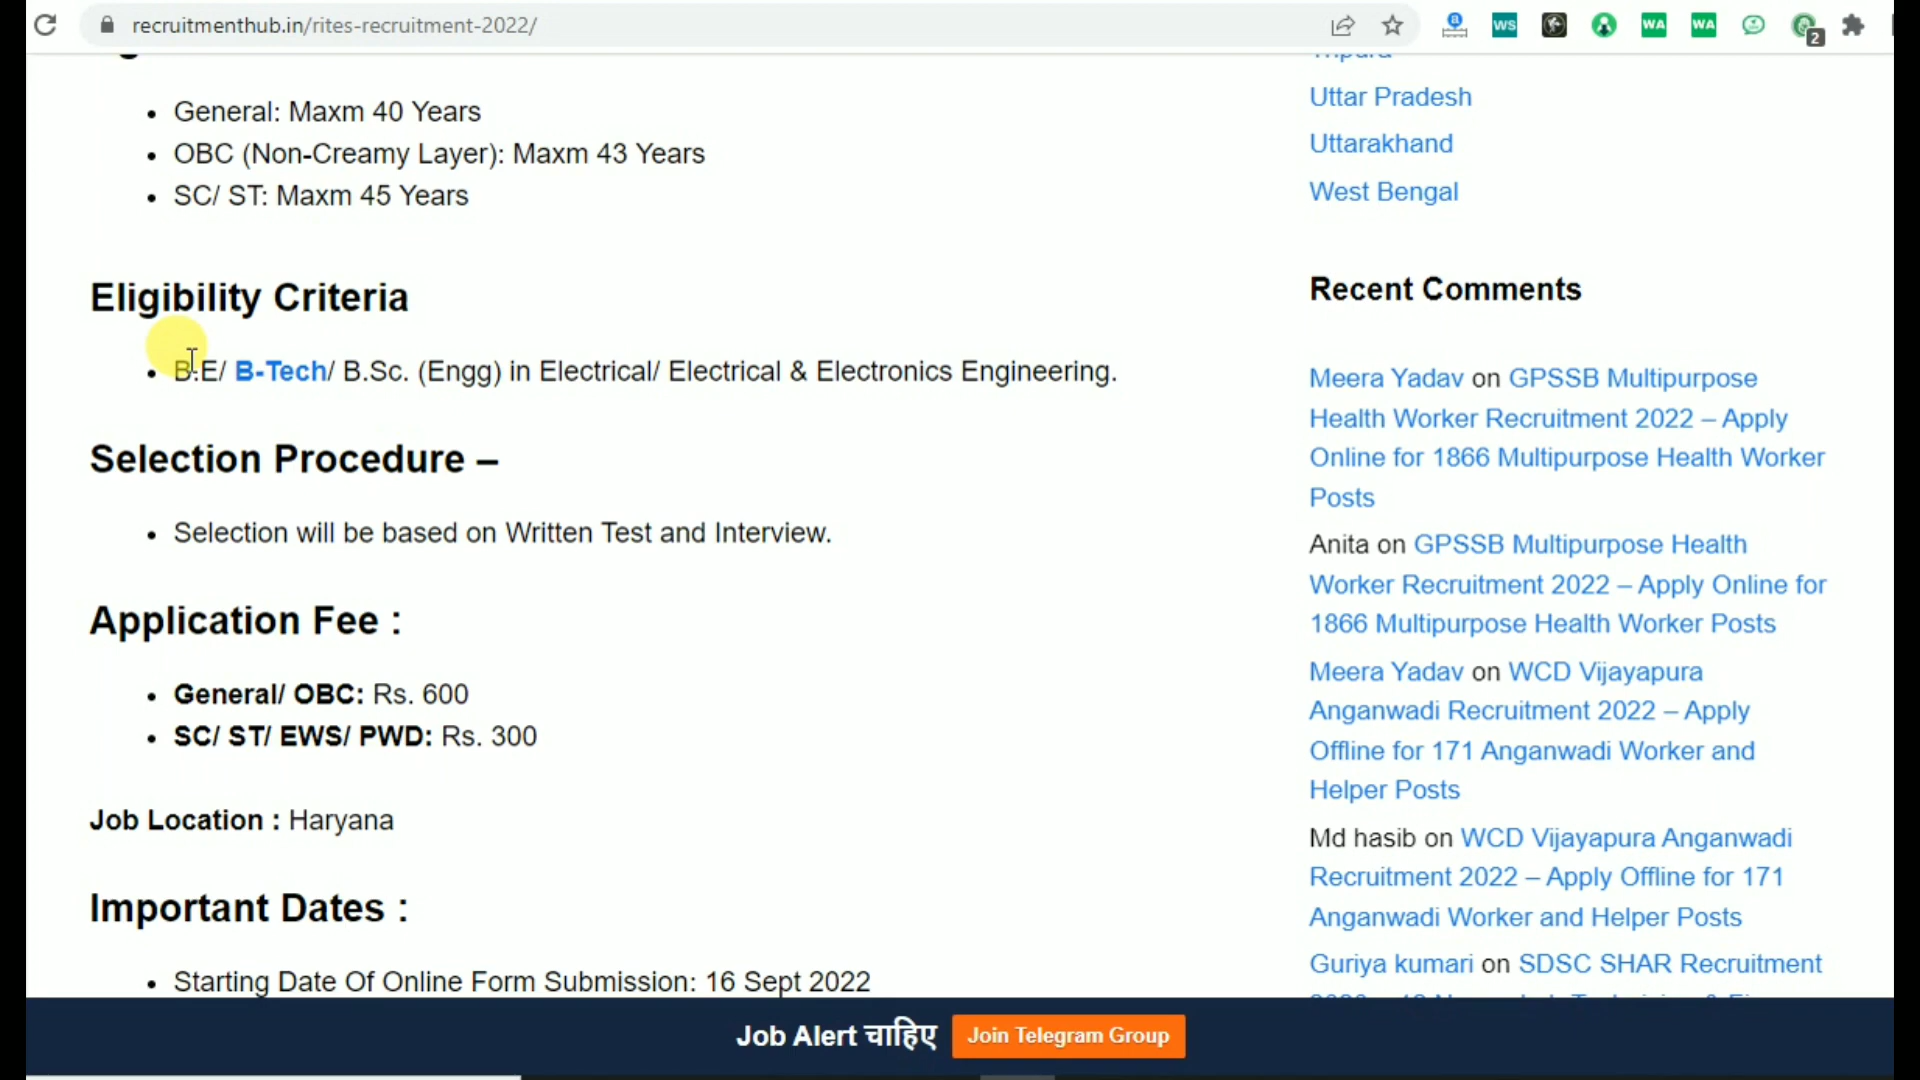 recruitmenthub.in/rites-recruitment-2022/
WS
WA
WA
2
General: Maxm 40 Years
OBC (Non-Creamy Layer): Maxm 43 Years
SC/ ST: Maxm 45 Years
Eligibility Criteria
B.E/ B-Tech/ B.Sc. (Engg) in Electrical/ Electrical & Electronics Engineering.
Selection Procedure –
Selection will be based on Written Test and Interview.
Application Fee :
General/ OBC: Rs. 600
SC/ ST/ EWS/ PWD: Rs. 300
Job Location : Haryana
Important Dates :
Starting Date Of Online Form Submission: 16 Sept 2022
Tripura
Uttar Pradesh
Uttarakhand
West Bengal
Recent Comments
Meera Yadav on GPSSB Multipurpose
Health Worker Recruitment 2022 – Apply
Online for 1866 Multipurpose Health Worker
Posts
Anita on GPSSB Multipurpose Health
Worker Recruitment 2022 – Apply Online for
1866 Multipurpose Health Worker Posts
Meera Yadav on WCD Vijayapura
Anganwadi Recruitment 2022 – Apply
Offline for 171 Anganwadi Worker and
Helper Posts
Md hasib on WCD Vijayapura Anganwadi
Recruitment 2022 – Apply Offline for 171
Anganwadi Worker and Helper Posts
Guriya kumari on SDSC SHAR Recruitment
Job Alert चाहिए
Join Telegram Group